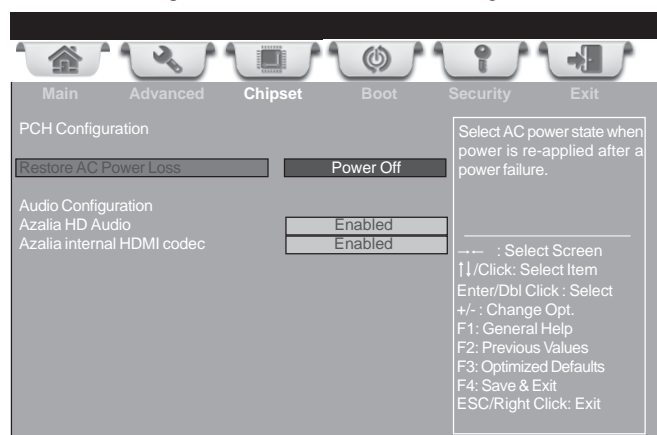 Main Advanced Chipset Boot Security Exit
PCH Configuration
Restore AC Power Loss Power Off
Audio Configuration
Azalia HD Audio Enabled
Azalia internal HDMI codec Enabled
Select AC power state when
power is re-applied after a
power failure.
→← : Select Screen
↑↓/Click: Select Item
Enter/Dbl Click : Select
+/- : Change Opt.
F1: General Help
F2: Previous Values
F3: Optimized Defaults
F4: Save & Exit
ESC/Right Click: Exit